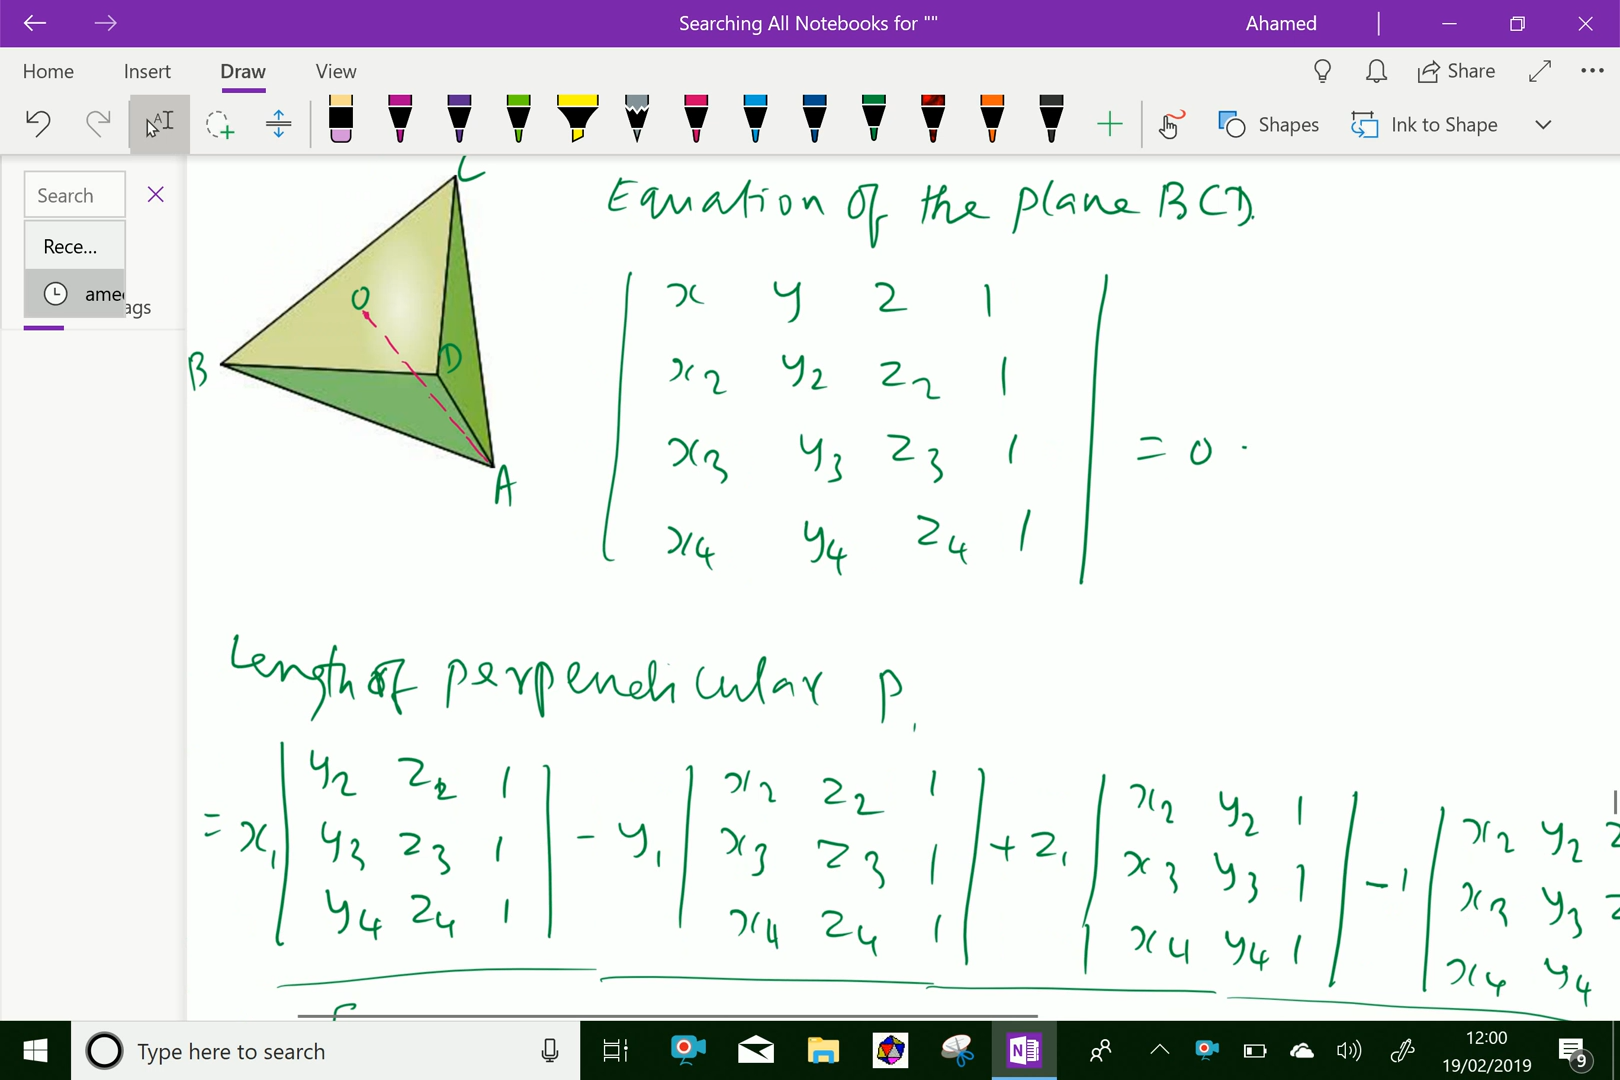 Searching All Notebooks for ""
Ahamed
Home Insert Draw View
Share
Shapes Ink to Shape
Search
Rece...
ame
ags
C
O
B
D
A
Equation of the plane BCD.
x y z 1
x2 y2 z2 1
x3 y3 z3 1 = 0
x4 y4 z4 1
Length of perpendicular P1
y2 z2 1 x2 z2 1 x2 y2 1 x2 y2 z
= x1 y3 z3 1 - y1 x3 z3 1 + z1 x3 y3 1 - 1 x3 y3 z
y4 z4 1 x4 z4 1 x4 y4 1 x4 y4
Type here to search
12:00
19/02/2019
9